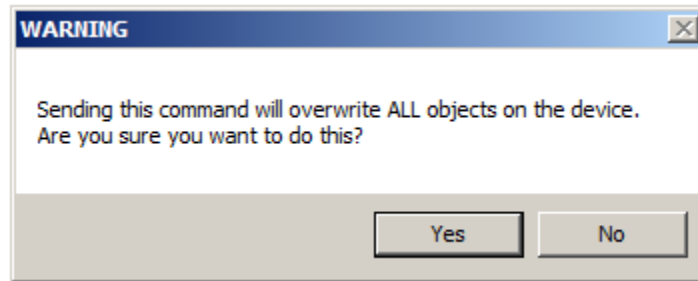 WARNING
Sending this command will overwrite ALL objects on the device.
Are you sure you want to do this?
Yes No